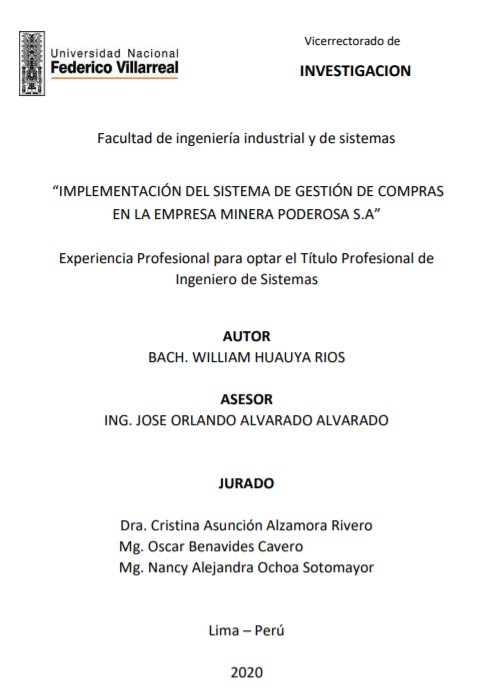 Universidad Nacional
Federico Villarreal
Vicerrectorado de
INVESTIGACION
Facultad de ingeniería industrial y de sistemas
“IMPLEMENTACIÓN DEL SISTEMA DE GESTIÓN DE COMPRAS
EN LA EMPRESA MINERA PODEROSA S.A”
Experiencia Profesional para optar el Título Profesional de
Ingeniero de Sistemas
AUTOR
BACH. WILLIAM HUAUYA RIOS
ASESOR
ING. JOSE ORLANDO ALVARADO ALVARADO
JURADO
Dra. Cristina Asunción Alzamora Rivero
Mg. Oscar Benavides Cavero
Mg. Nancy Alejandra Ochoa Sotomayor
Lima – Perú
2020